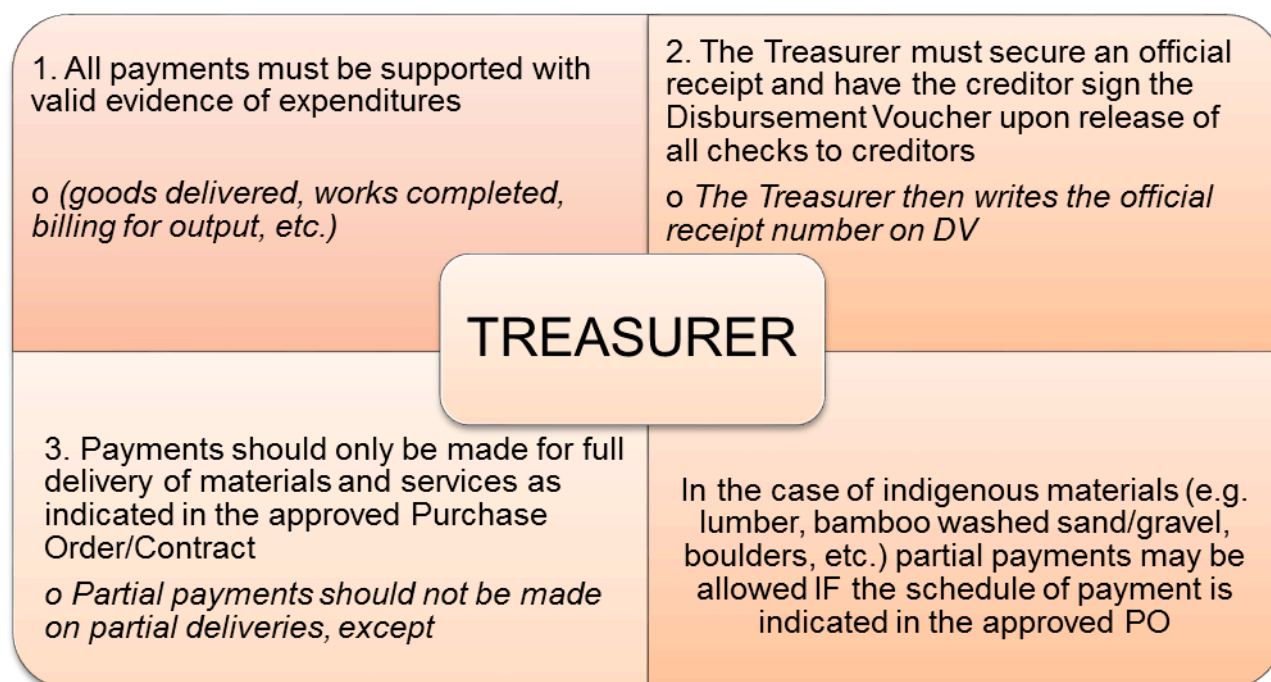 1. All payments must be supported with
valid evidence of expenditures
o (goods delivered, works completed,
billing for output, etc.)
2. The Treasurer must secure an official
receipt and have the creditor sign the
Disbursement Voucher upon release of
all checks to creditors
o The Treasurer then writes the official
receipt number on DV
TREASURER
3. Payments should only be made for full
delivery of materials and services as
indicated in the approved Purchase
Order/Contract
o Partial payments should not be made
on partial deliveries, except
In the case of indigenous materials (e.g.
lumber, bamboo washed sand/gravel,
boulders, etc.) partial payments may be
allowed IF the schedule of payment is
indicated in the approved PO